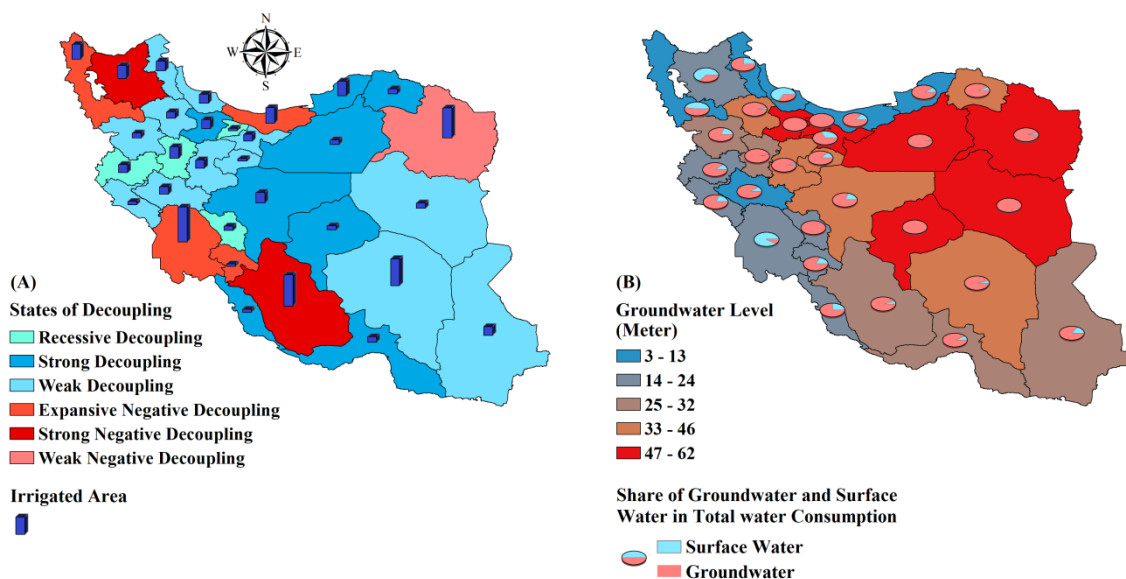 N
W
E
S
(A)
States of Decoupling
Recessive Decoupling
Strong Decoupling
Weak Decoupling
Expansive Negative Decoupling
Strong Negative Decoupling
Weak Negative Decoupling
Irrigated Area
(B)
Groundwater Level
(Meter)
3 - 13
14 - 24
25 - 32
33 - 46
47 - 62
Share of Groundwater and Surface
Water in Total water Consumption
Surface Water
Groundwater